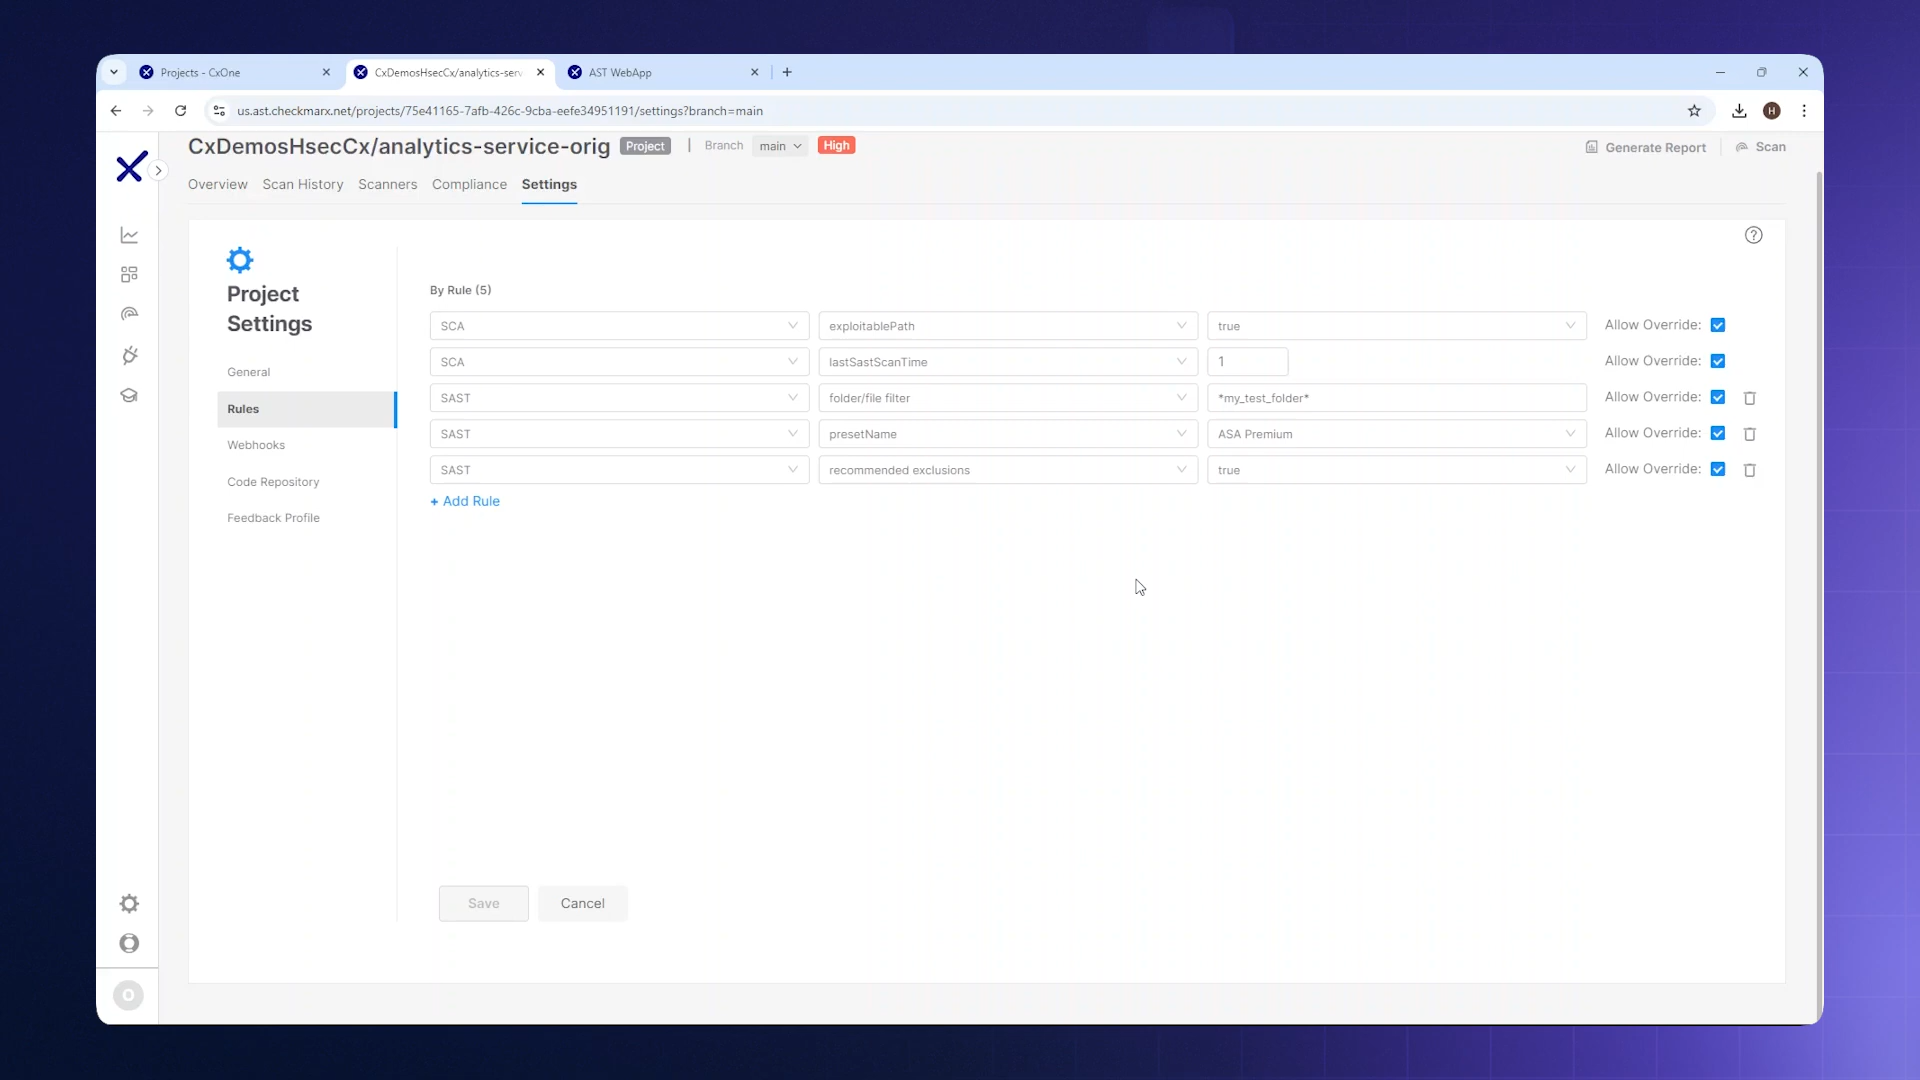 Projects - CxOne
CxDemosHsecCx/analytics-serv
AST WebApp
us.ast.checkmarx.net/projects/75e41165-7afb-426c-9cba-eefe34951191/settings?branch=main
H
CxDemosHsecCx/analytics-service-orig Project | Branch main High Generate Report Scan
Overview Scan History Scanners Compliance Settings
Project
Settings
General
Rules
Webhooks
Code Repository
Feedback Profile
By Rule (5)
SCA exploitablePath true Allow Override:
SCA lastSastScanTime 1 Allow Override:
SAST folder/file filter *my_test_folder* Allow Override:
SAST presetName ASA Premium Allow Override:
SAST recommended exclusions true Allow Override:
+ Add Rule
Save Cancel
O